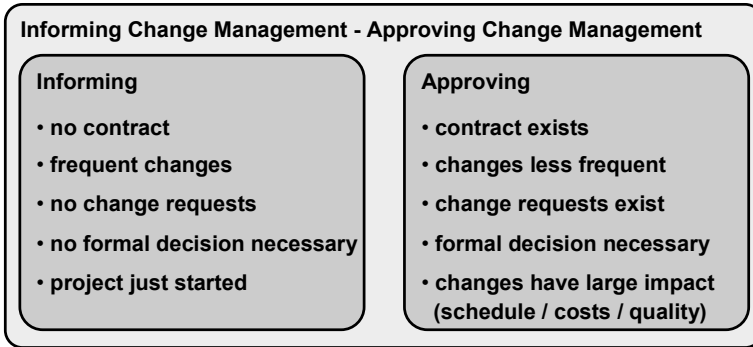 Informing Change Management - Approving Change Management
Informing
• no contract
• frequent changes
• no change requests
• no formal decision necessary
• project just started
Approving
• contract exists
• changes less frequent
• change requests exist
• formal decision necessary
• changes have large impact
(schedule / costs / quality)